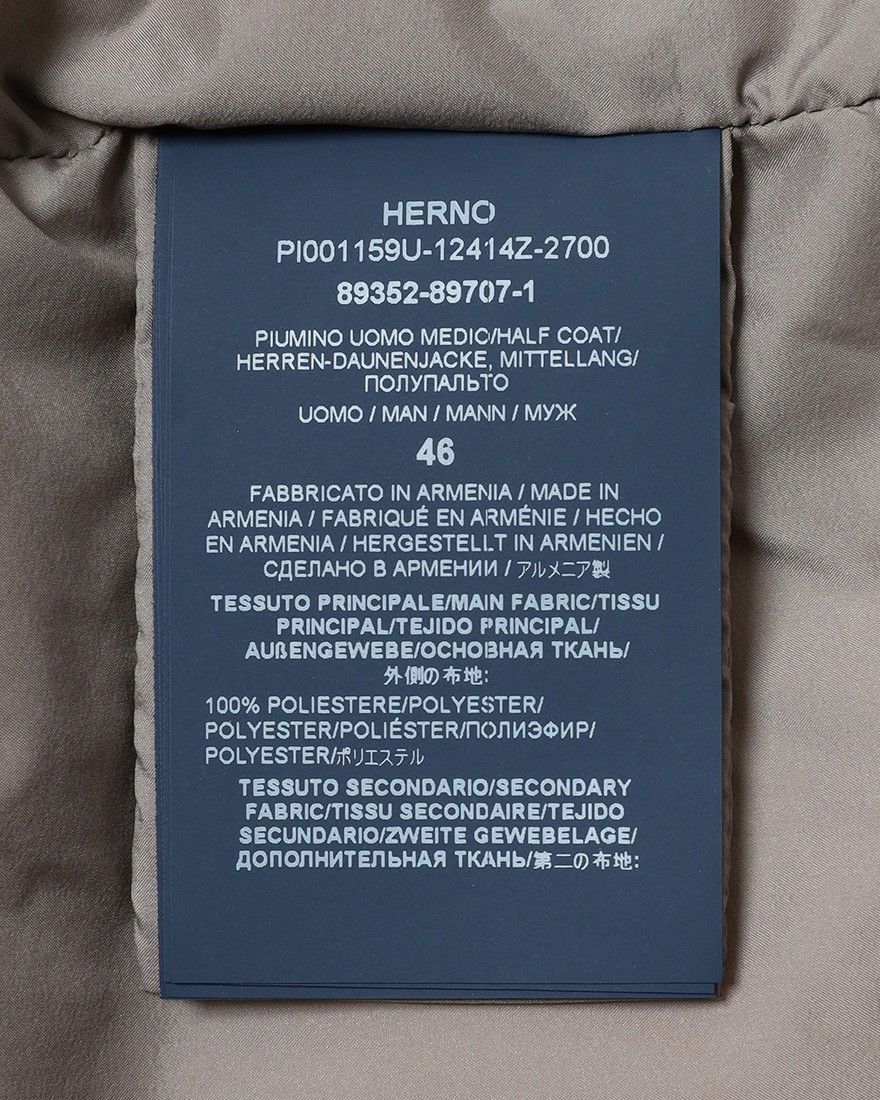 HERNO
PI001159U-12414Z-2700
89352-89707-1
PIUMINO UOMO MEDIO/HALF COAT/
HERREN-DAUNENJACKE, MITTELLANG/
ПОЛУПАЛЬТО
UOMO / MAN / MANN / МУЖ
46
FABBRICATO IN ARMENIA / MADE IN
ARMENIA / FABRIQUÉ EN ARMÉNIE / HECHO
EN ARMENIA / HERGESTELLT IN ARMENIEN /
СДЕЛАНО В АРМЕНИИ / アルメニア製
TESSUTO PRINCIPALE/MAIN FABRIC/TISSU
PRINCIPAL/TEJIDO PRINCIPAL/
AUßENGEWEBE/ОСНОВНАЯ ТКАНЬ/
外側の布地:
100% POLIESTERE/POLYESTER/
POLYESTER/POLIÉSTER/ПОЛИЭФИР/
POLYESTER/ポリエステル
TESSUTO SECONDARIO/SECONDARY
FABRIC/TISSU SECONDAIRE/TEJIDO
SECUNDARIO/ZWEITE GEWEBELAGE/
ДОПОЛНИТЕЛЬНАЯ ТКАНЬ/第二の布地: